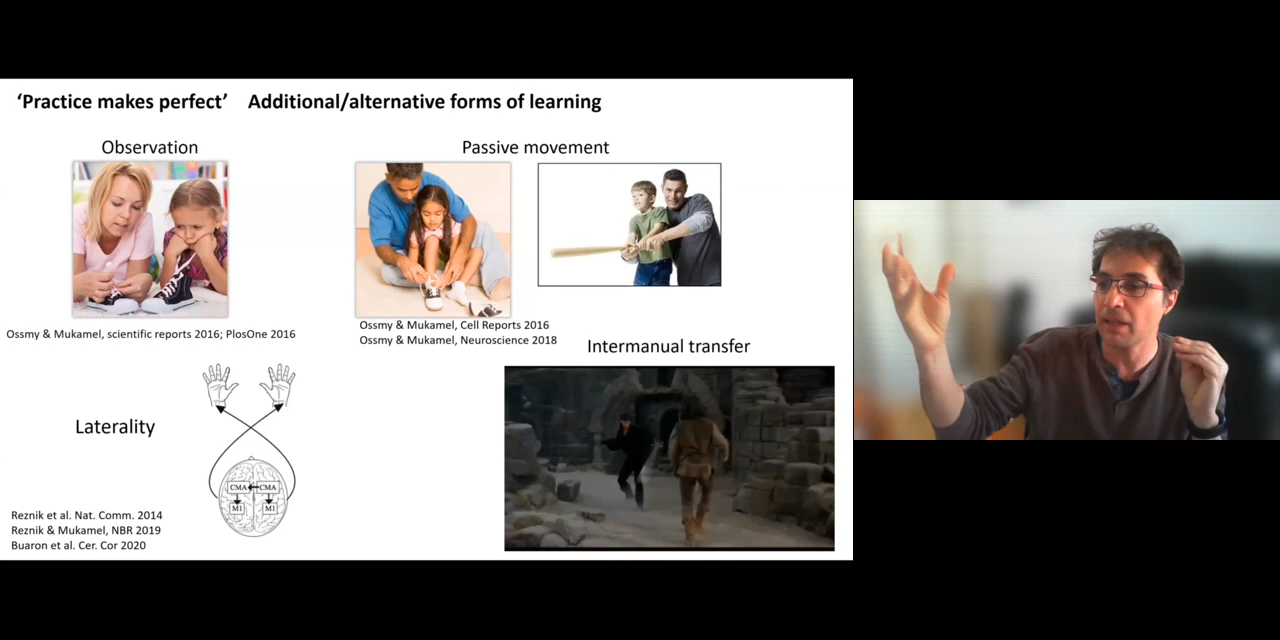 ‘Practice makes perfect’ Additional/alternative forms of learning
Observation
Passive movement
Ossmy & Mukamel, scientific reports 2016; PlosOne 2016
Ossmy & Mukamel, Cell Reports 2016
Ossmy & Mukamel, Neuroscience 2018
Intermanual transfer
Laterality
CMA CMA
M1 M1
Reznik et al. Nat. Comm. 2014
Reznik & Mukamel, NBR 2019
Buaron et al. Cer. Cor 2020